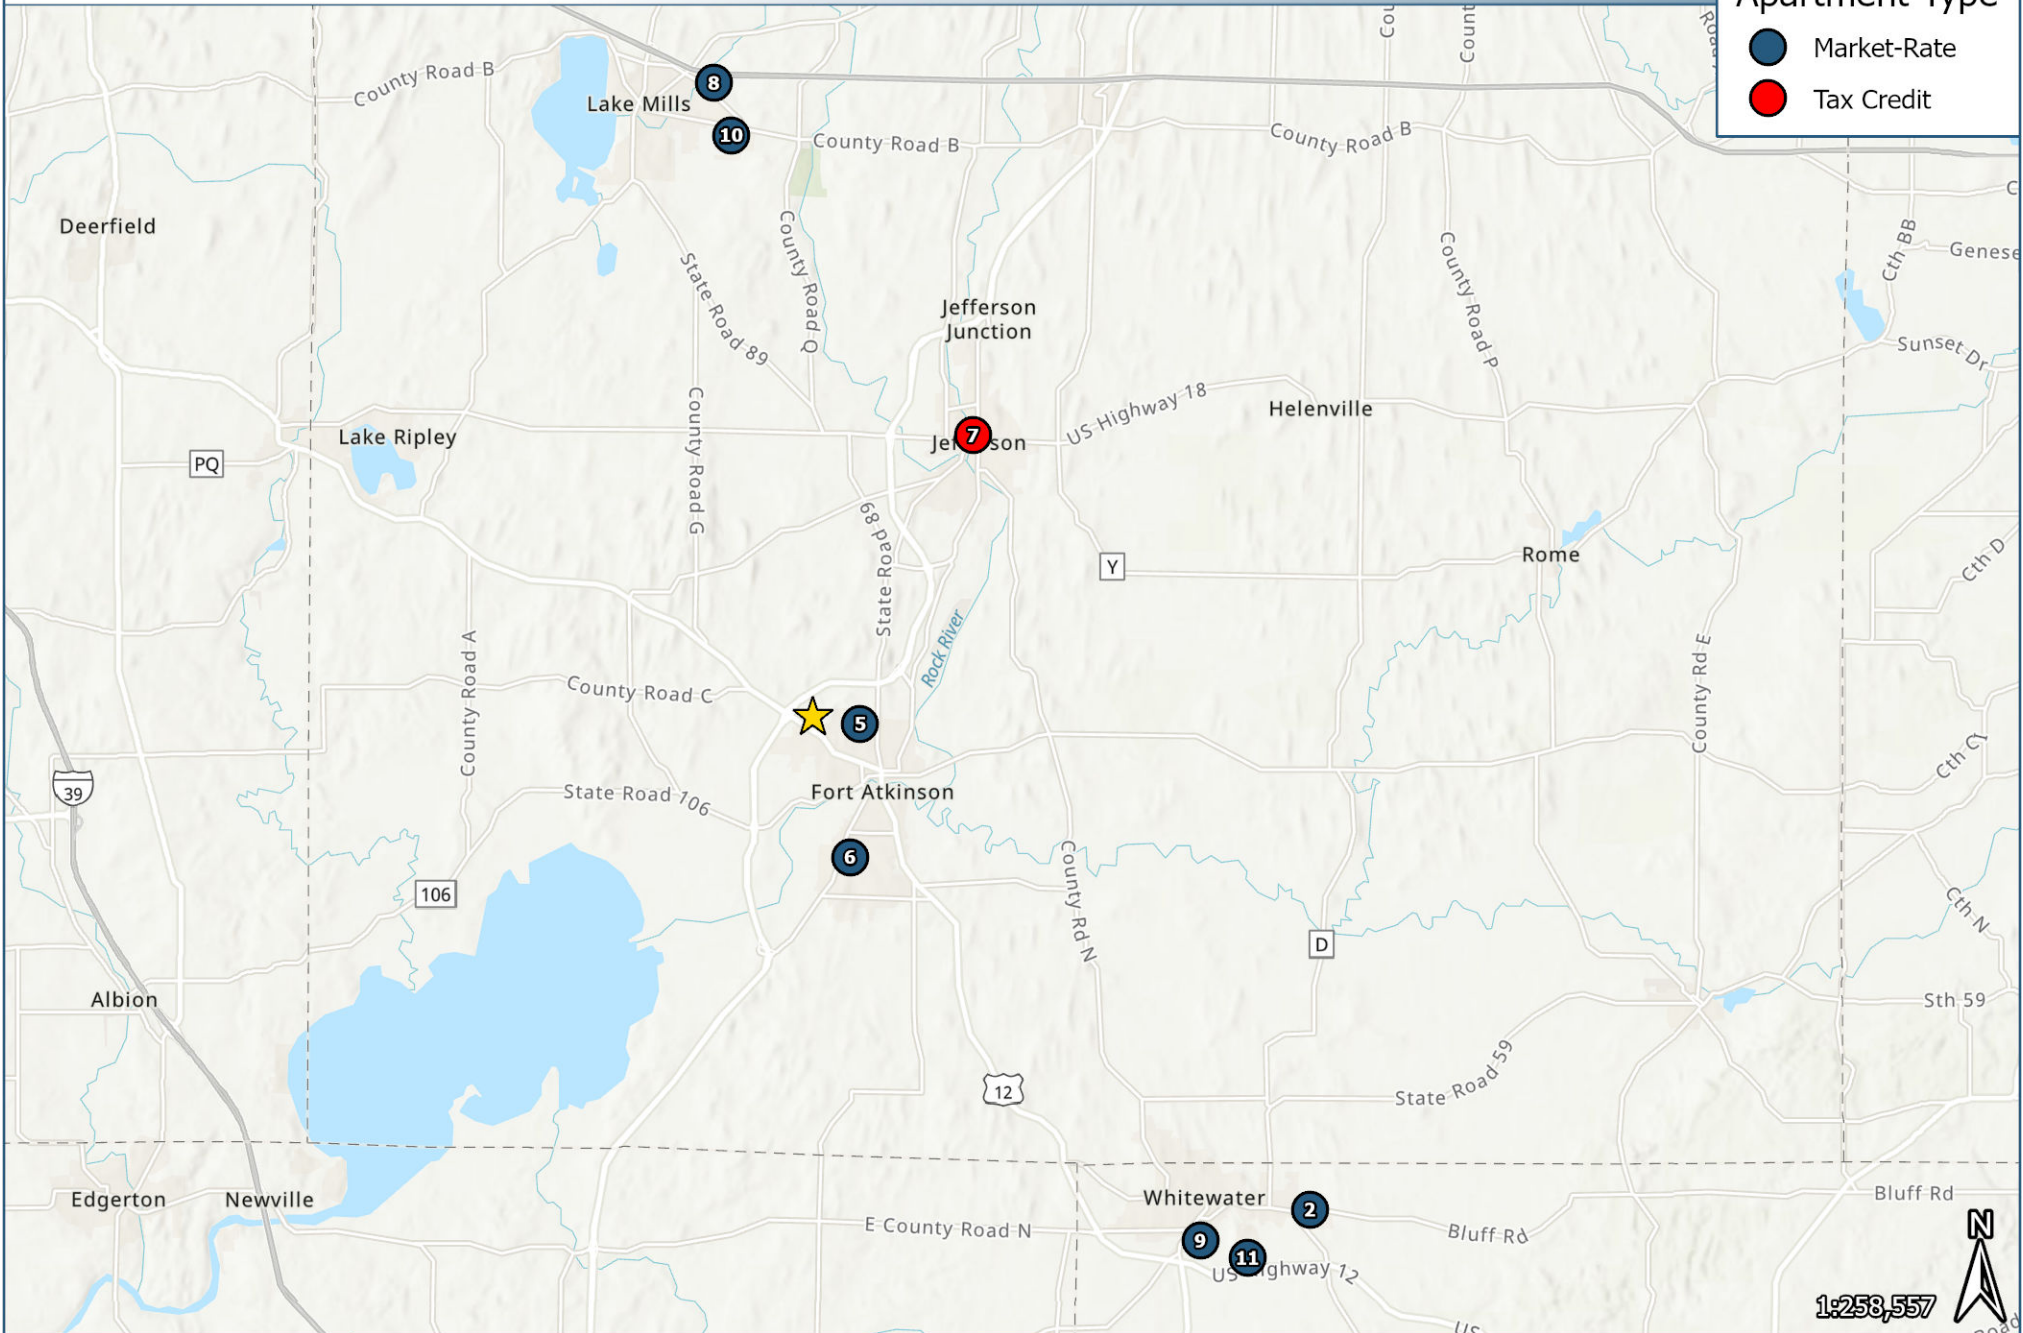 Apartment Type
Market-Rate
Tax Credit
County Road B
8
Lake Mills
10
County Road B
County Road B
Deerfield
County Road Q
State Road 89
County Road P
Cth BB
Jefferson
Junction
Sunset Dr
US Highway 18
Helenville
Lake Ripley
7
PQ
County Road G
State Road 89
Y
Rome
Cth D
Rock River
County Road A
County Road C
County Rd E
5
39
State Road 106
Fort Atkinson
Cth CI
6
106
County Rd N
Cth N
D
Albion
Sth 59
12
State Road 59
Edgerton
Newville
Whitewater
2
Bluff Rd
E County Road N
Bluff Rd
9
11
US Highway 12
N
1:258,557
US